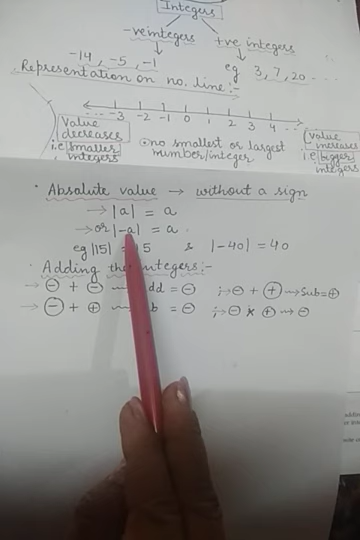 Integers
-ve integers +ve integers
-14, -5, -1 eg 3, 7, 20 ...
Representation on no. line:-
-3 -2 -1 0 1 2 3 4 ...
Value decreases i.e smaller integers
no smallest or largest number/integer
value increases i.e bigger integers
• Absolute value → without a sign
→ |a| = a
→ or |-a| = a
eg |15| = 15 & |-40| = 40
• Adding the integers:-
→ ⊖ + ⊖ dd = ⊖ ; → ⊖ + ⊕ → Sub = ⊕
→ ⊖ + ⊕ b = ⊖ ; → ⊖ × ⊕ → ⊖